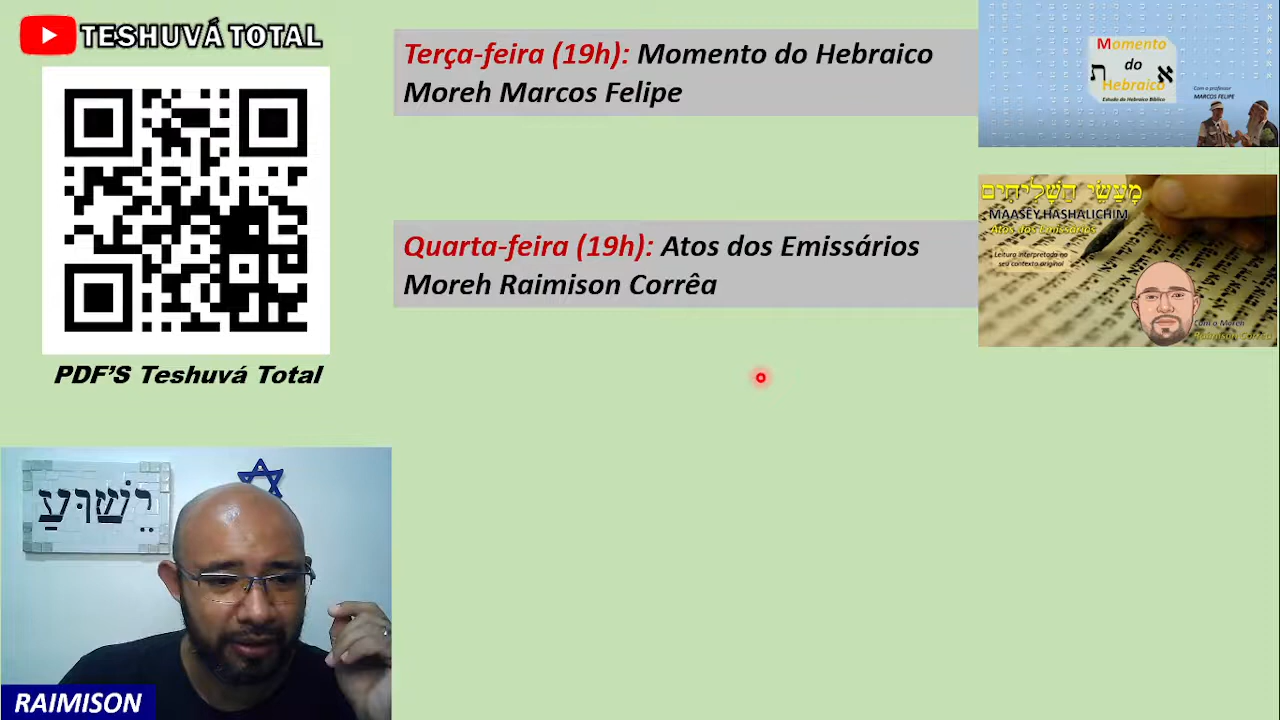 TESHUVÁ TOTAL
PDF'S Teshuvá Total
Terça-feira (19h): Momento do Hebraico
Moreh Marcos Felipe
Quarta-feira (19h): Atos dos Emissários
Moreh Raimison Corrêa
Momento
do
Hebraico
ת
א
Estudo do Hebraico Bíblico
Com o professor
MARCOS FELIPE
מַעֲשֵׂי הַשְּׁלִיחִים
MAASÊY HASHALICHIM
Atos dos Emissários
Leitura interpretada no
seu contexto original
Com o Moreh
Raimison Corrêa
יֵשׁוּעַ
RAIMISON